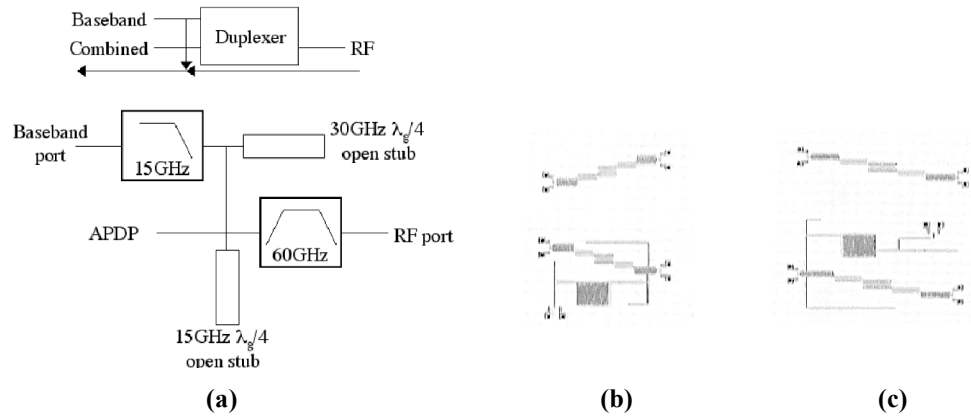 Baseband
Combined
Duplexer
RF
Baseband
port
15GHz
30GHz λg/4
open stub
APDP
60GHz
RF port
15GHz λg/4
open stub
(a)
(b)
(c)